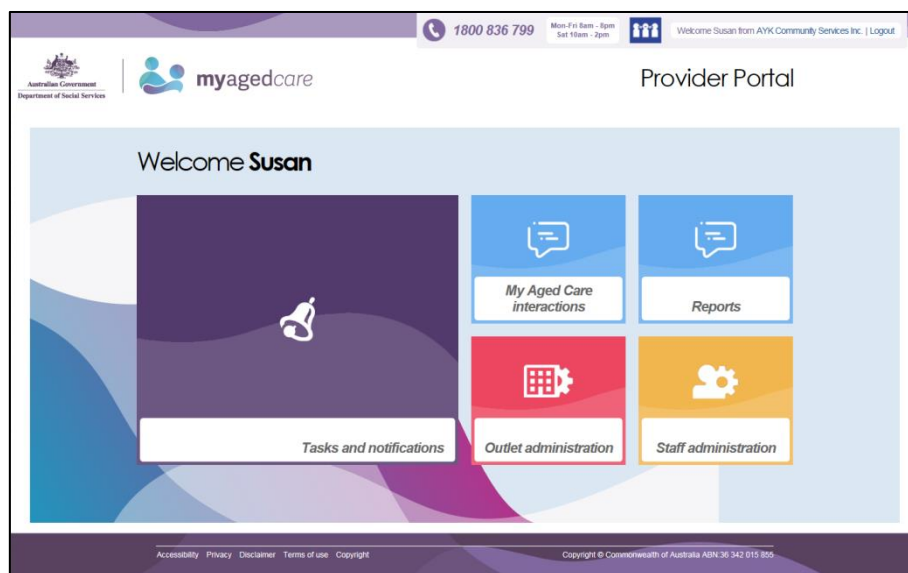 1800 836 799
Mon-Fri 8am - 8pm
Sat 10am - 2pm
Welcome Susan from AYK Community Services Inc. | Logout
Australian Government
Department of Social Services
myagedcare
Provider Portal
Welcome Susan
Tasks and notifications
My Aged Care
interactions
Reports
Outlet administration
Staff administration
Accessibility Privacy Disclaimer Terms of use Copyright
Copyright © Commonwealth of Australia ABN:36 342 015 855